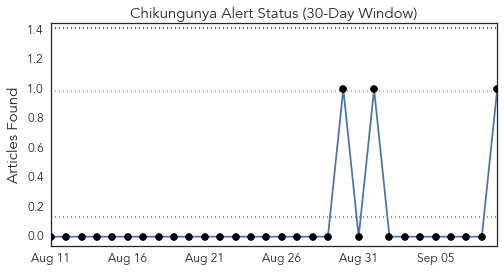 Chikungunya Alert Status (30-Day Window)
Articles Found
1.4
1.2
1.0
0.8
0.6
0.4
0.2
0.0
Aug 11 Aug 16 Aug 21 Aug 26 Aug 31 Sep 05